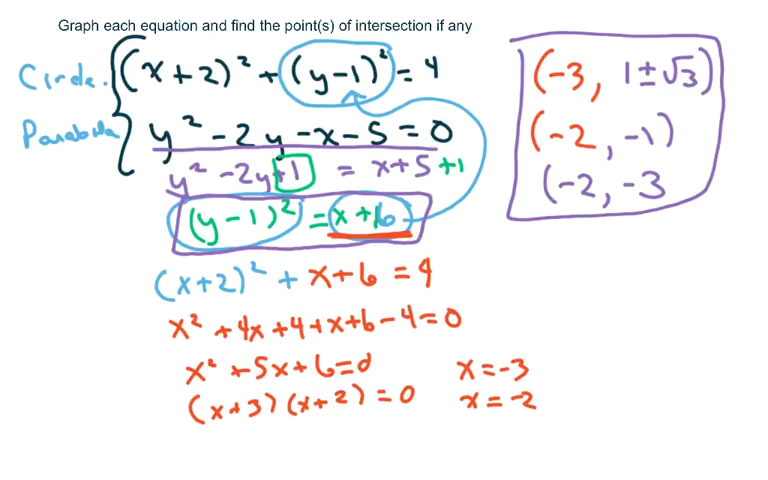 Graph each equation and find the point(s) of intersection if any
Circle. (x+2)² + (y-1)² = 4
Parabola y² - 2y - x - 5 = 0
y² - 2y + 1 = x + 5 + 1
(y-1)² = x + 6
(x+2)² + x + 6 = 4
x² + 4x + 4 + x + 6 - 4 = 0
x² + 5x + 6 = 0
(x+3)(x+2) = 0
x = -3
x = -2
(-3, 1 ± √3)
(-2, -1)
(-2, -3